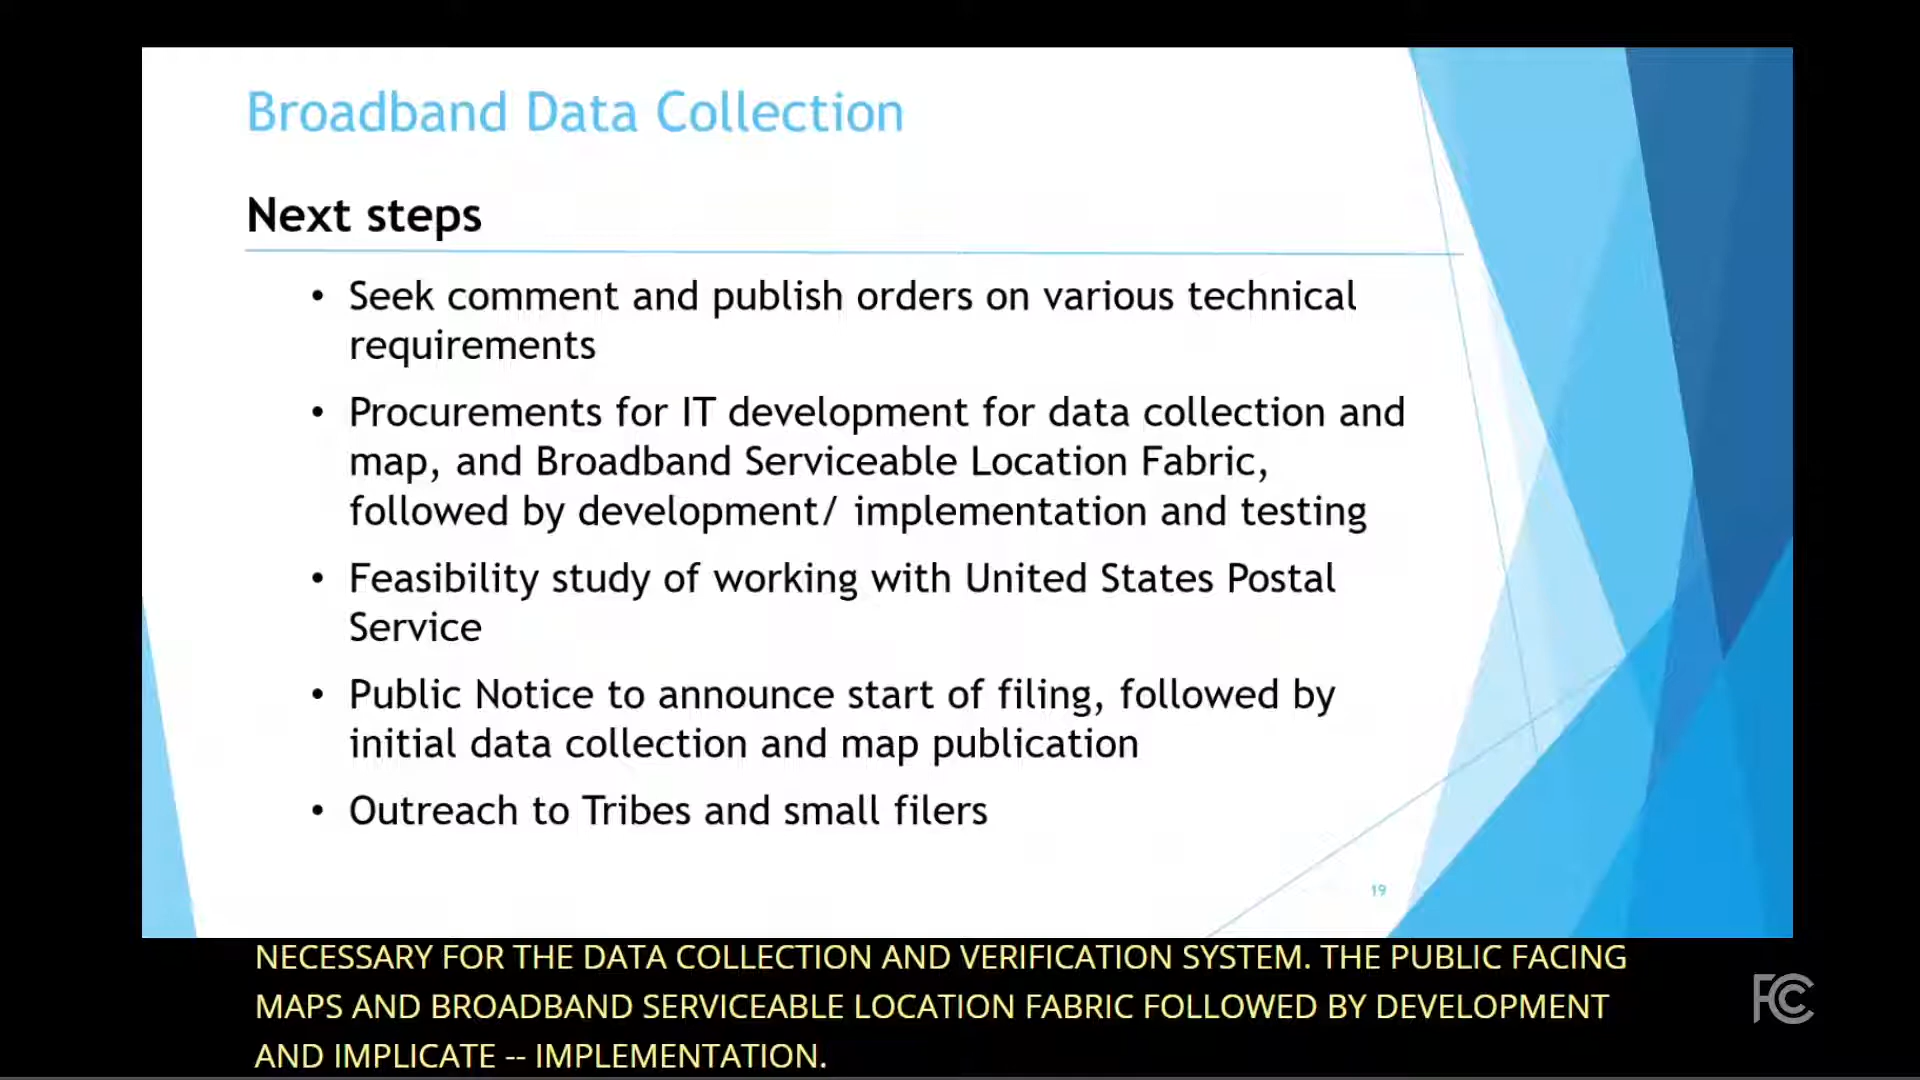 Broadband Data Collection
Next steps
• Seek comment and publish orders on various technical
requirements
• Procurements for IT development for data collection and
map, and Broadband Serviceable Location Fabric,
followed by development/ implementation and testing
• Feasibility study of working with United States Postal
Service
• Public Notice to announce start of filing, followed by
initial data collection and map publication
• Outreach to Tribes and small filers
19
NECESSARY FOR THE DATA COLLECTION AND VERIFICATION SYSTEM. THE PUBLIC FACING
MAPS AND BROADBAND SERVICEABLE LOCATION FABRIC FOLLOWED BY DEVELOPMENT
AND IMPLICATE -- IMPLEMENTATION.
FCC